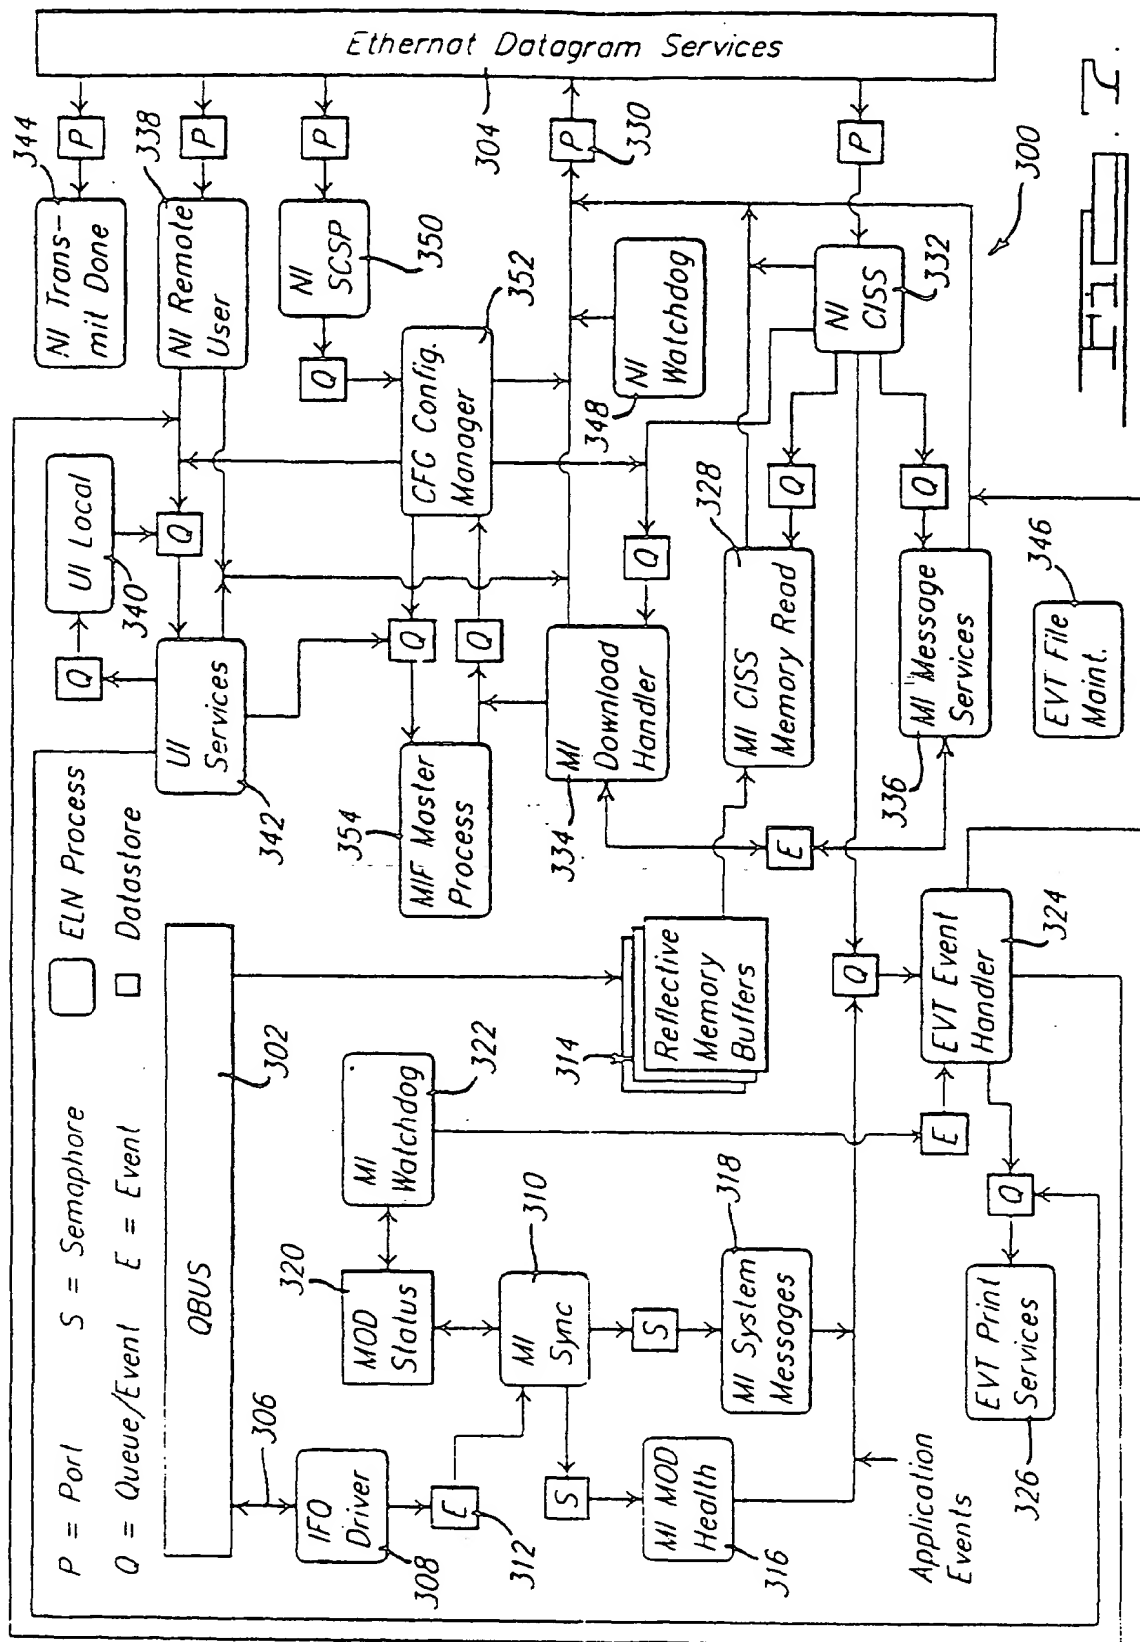 P = Port
S = Semaphore
ELN Process
Q = Queue/Event
E = Event
Datastore
QBUS
302
306
IFQ
Driver
308
E
312
MOD
Status
320
MI
Watchdog
322
MI
Sync
310
S
S
MI MOD
Health
316
MI System
Messages
318
Application
Events
314
Reflective
Memory
Buffers
E
Q
EVT Event
Handler
324
Q
EVT Print
Services
326
UI
Services
342
Q
UI Local
340
Q
MIF Master
Process
354
Q
Q
CFG Config.
Manager
352
Q
NI
SCSP
350
P
NI Trans-
mit Done
344
P
NI Remote
User
338
P
MI
Download
Handler
334
Q
E
NI
Watchdog
348
P
330
MI CISS
Memory Read
328
Q
NI
CISS
332
P
MI Message
Services
336
Q
EVT File
Maint.
346
Ethernet Datagram Services
304
300